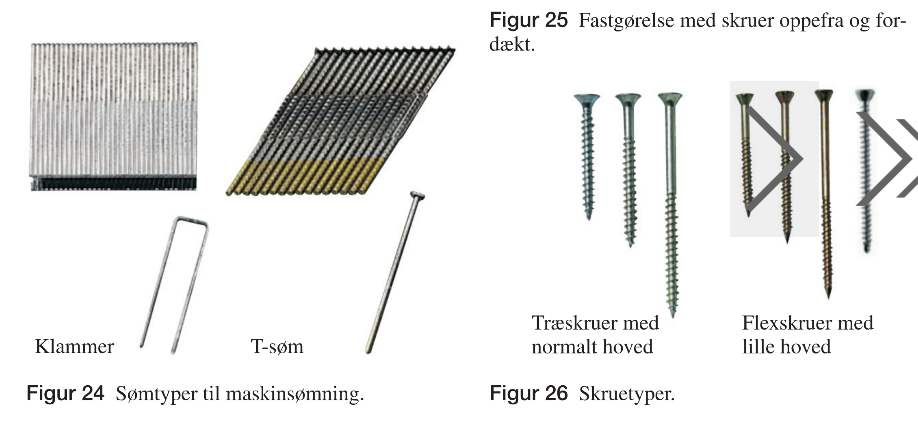 Figur 25 Fastgørelse med skruer oppefra og for-
dækt.
Klammer
T-søm
Figur 24 Sømtyper til maskinsømning.
Træskruer med
normalt hoved
Flexskruer med
lille hoved
Figur 26 Skruetyper.